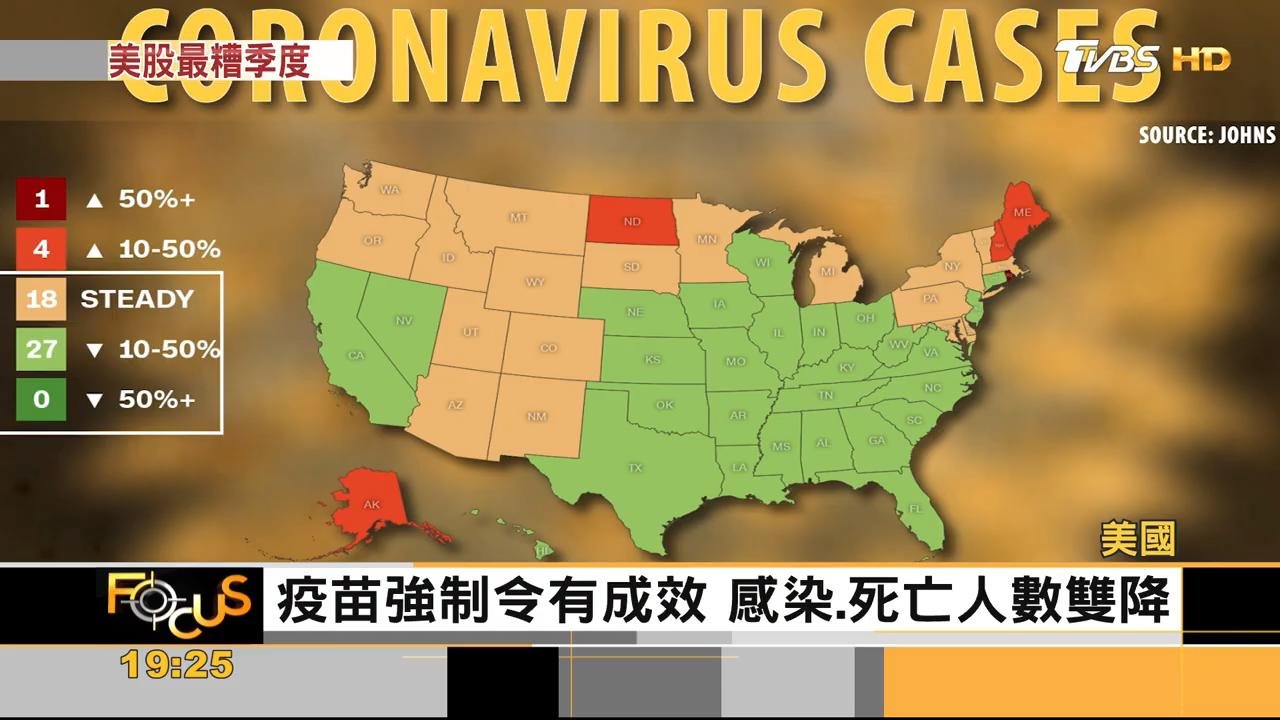 CORONAVIRUS CASES
美股最糟季度
TVBS HD
SOURCE: JOHNS
1 ▲ 50%+
4 ▲ 10-50%
18 STEADY
27 ▼ 10-50%
0 ▼ 50%+
WA
MT
ND
MN
ME
OR
ID
SD
WI
MI
NY
NH
WY
NE
IA
PA
NV
UT
CO
KS
MO
IL
IN
OH
WV
VA
CA
KY
AZ
NM
OK
AR
TN
NC
SC
TX
LA
MS
AL
GA
FL
AK
HI
美國
FOCUS
疫苗強制令有成效 感染.死亡人數雙降
19:25